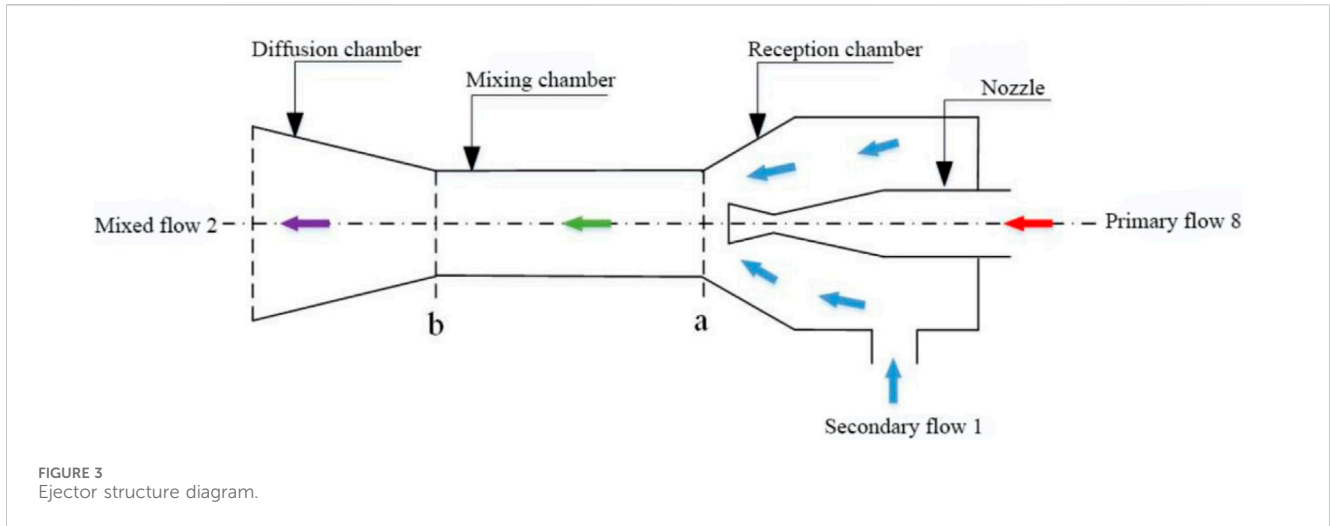 Diffusion chamber
Reception chamber
Mixing chamber
Nozzle
Mixed flow 2
Primary flow 8
b
a
Secondary flow 1
FIGURE 3
Ejector structure diagram.